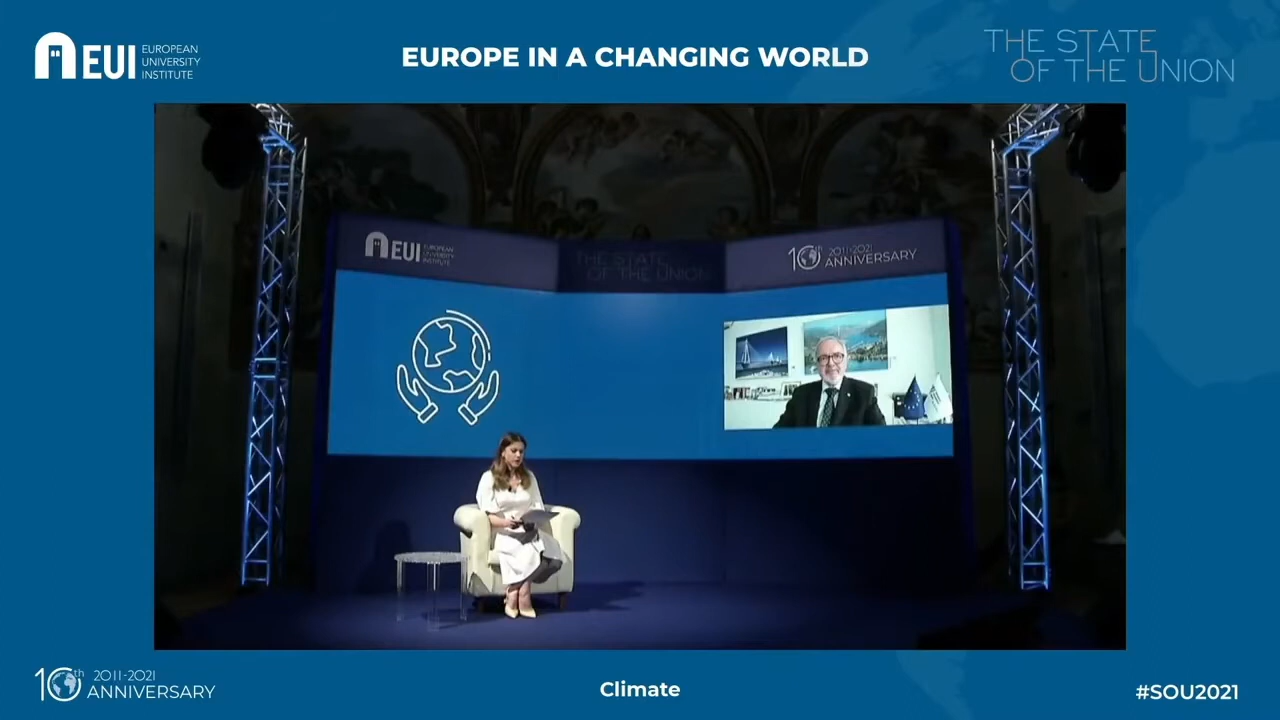 EUI
EUROPEAN
UNIVERSITY
INSTITUTE
EUROPE IN A CHANGING WORLD
THE STATE
OF THE UNION
EUI
EUROPEAN
UNIVERSITY
INSTITUTE
THE STATE
OF THE UNION
10th
2011-2021
ANNIVERSARY
10th
2011-2021
ANNIVERSARY
Climate
#SOU2021